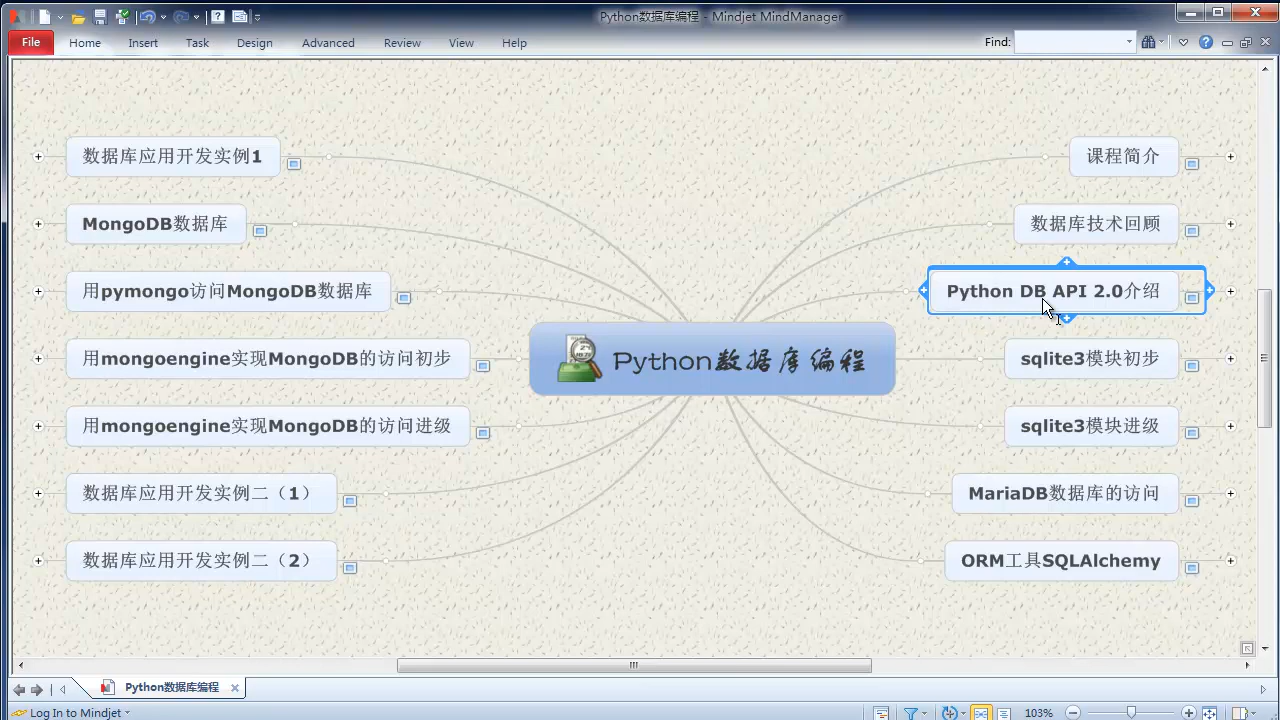 Python数据库编程 - Mindjet MindManager
File Home Insert Task Design Advanced Review View Help Find:
数据库应用开发实例1
MongoDB数据库
用pymongo访问MongoDB数据库
用mongoengine实现MongoDB的访问初步
用mongoengine实现MongoDB的访问进级
数据库应用开发实例二（1）
数据库应用开发实例二（2）
Python数据库编程
课程简介
数据库技术回顾
Python DB API 2.0介绍
sqlite3模块初步
sqlite3模块进级
MariaDB数据库的访问
ORM工具SQLAlchemy
Python数据库编程
Log In to Mindjet
103%